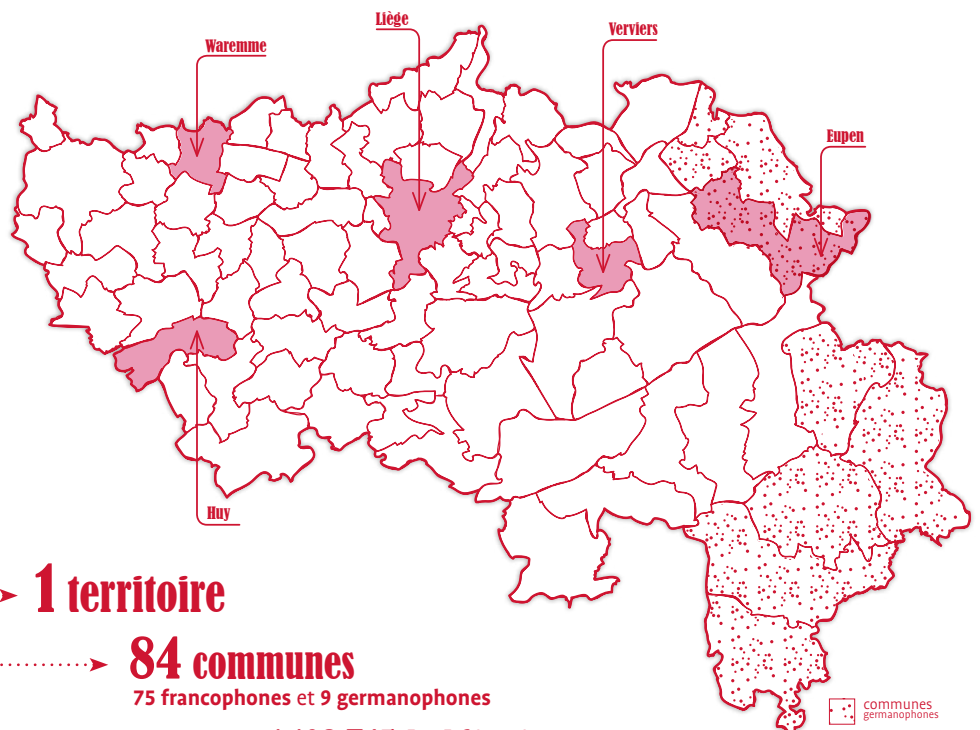 Liège
Waremme
Verviers
Eupen
Huy
1 territoire
84 communes
75 francophones et 9 germanophones
communes
germanophones